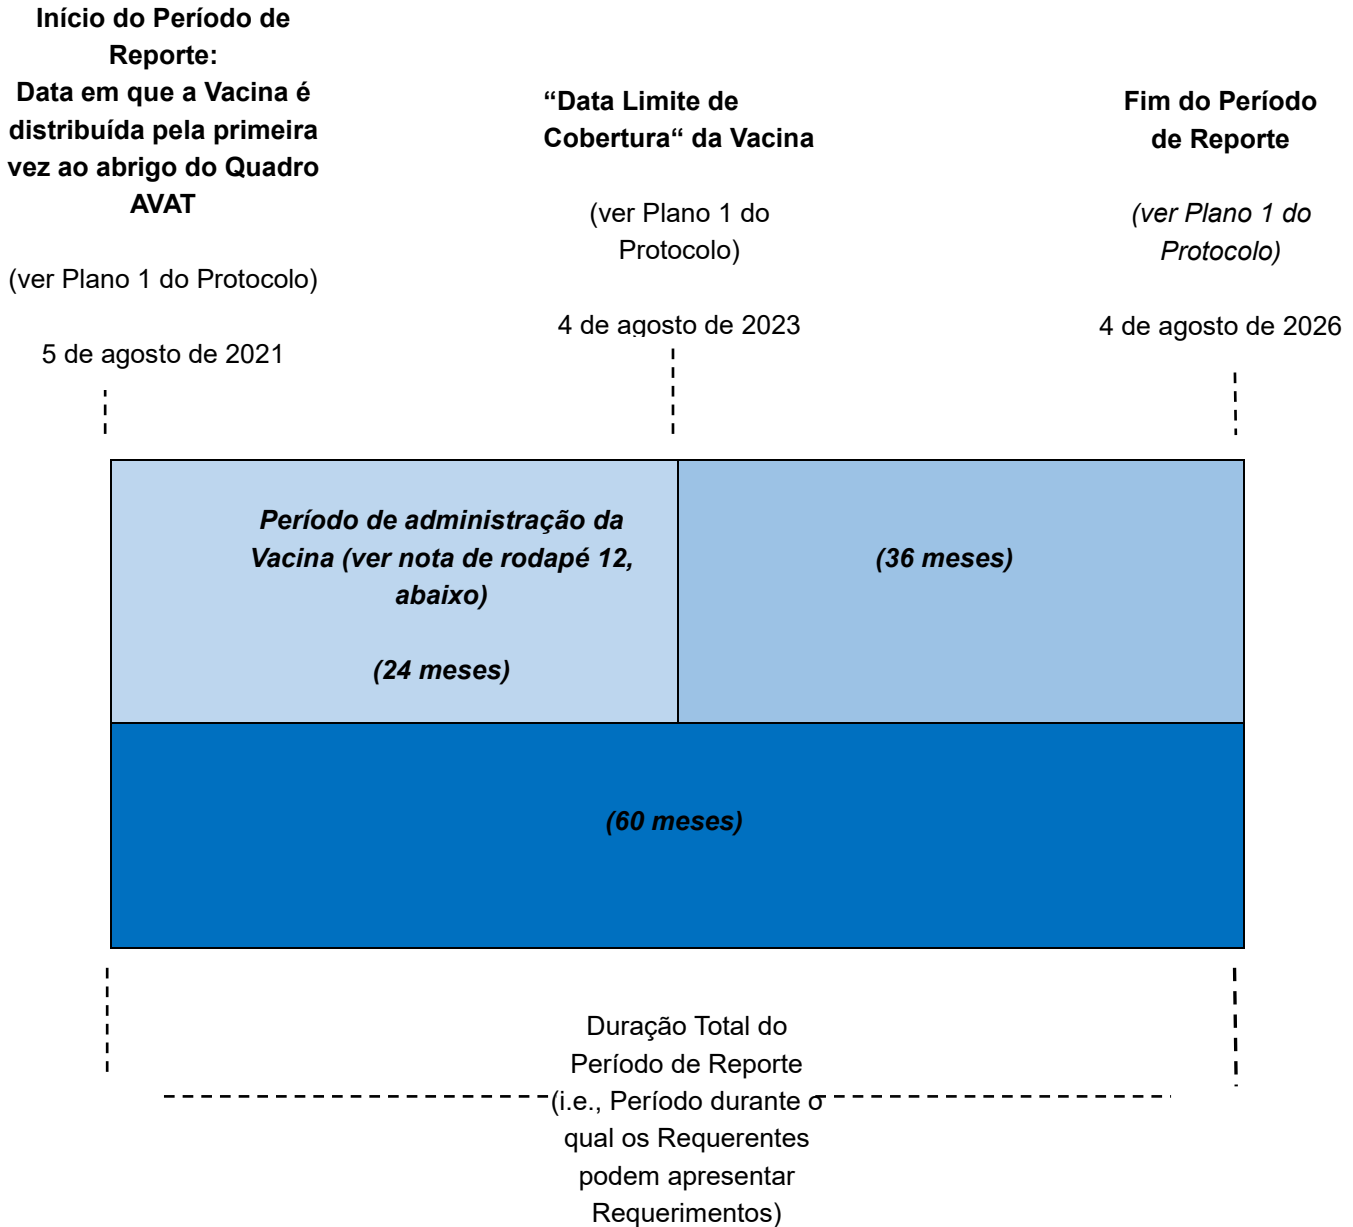 Início do Período de
Reporte:
Data em que a Vacina é
distribuída pela primeira
vez ao abrigo do Quadro
AVAT
(ver Plano 1 do Protocolo)
5 de agosto de 2021
“Data Limite de
Cobertura“ da Vacina
(ver Plano 1 do
Protocolo)
4 de agosto de 2023
Fim do Período
de Reporte
(ver Plano 1 do
Protocolo)
4 de agosto de 2026
Período de administração da
Vacina (ver nota de rodapé 12,
abaixo)
(24 meses)
(36 meses)
(60 meses)
Duração Total do
Período de Reporte
(i.e., Período durante o
qual os Requerentes
podem apresentar
Requerimentos)